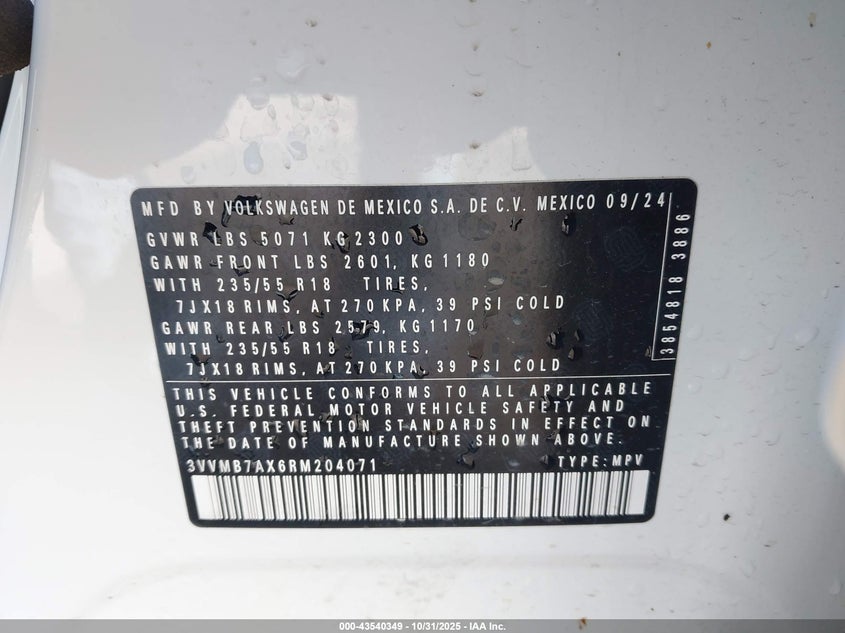 MFD BY VOLKSWAGEN DE MEXICO S.A. DE C.V. MEXICO 09/24
GVWR LBS 5071 KG 2300
GAWR FRONT LBS 2601, KG 1180
WITH 235/55 R18 TIRES,
7JX18 RIMS, AT 270 KPA, 39 PSI COLD
GAWR REAR LBS 2579, KG 1170
WITH 235/55 R18 TIRES,
7JX18 RIMS, AT 270 KPA, 39 PSI COLD
3854818 3886
THIS VEHICLE CONFORMS TO ALL APPLICABLE
U.S. FEDERAL MOTOR VEHICLE SAFETY AND
THEFT PREVENTION STANDARDS IN EFFECT ON
THE DATE OF MANUFACTURE SHOWN ABOVE.
3VVMB7AX6RM204071 TYPE: MPV
000-43540349 - 10/31/2025 - IAA Inc.